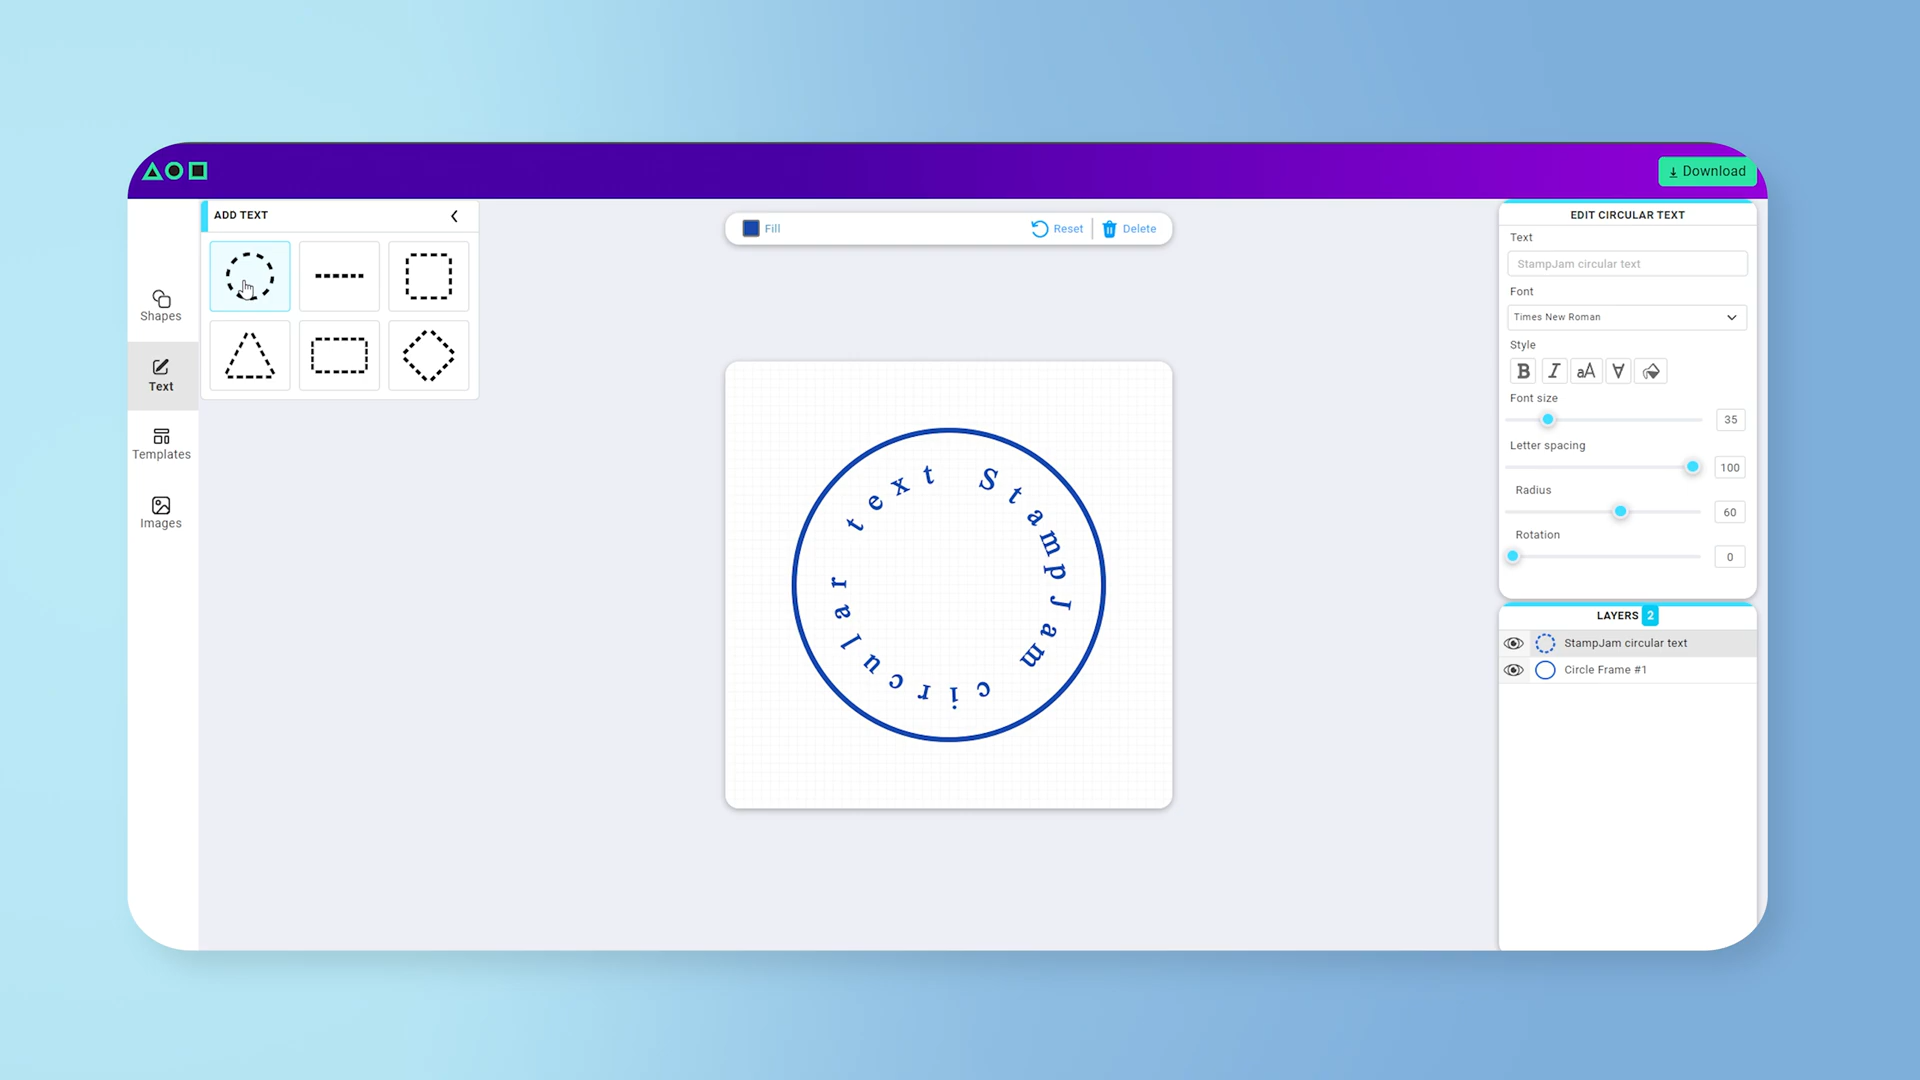 Download
ADD TEXT
Shapes
Text
Templates
Images
Fill
Reset
Delete
StampJam circular text
EDIT CIRCULAR TEXT
Text
StampJam circular text
Font
Times New Roman
Style
B I aA A
Font size
35
Letter spacing
100
Radius
60
Rotation
0
LAYERS 2
StampJam circular text
Circle Frame #1